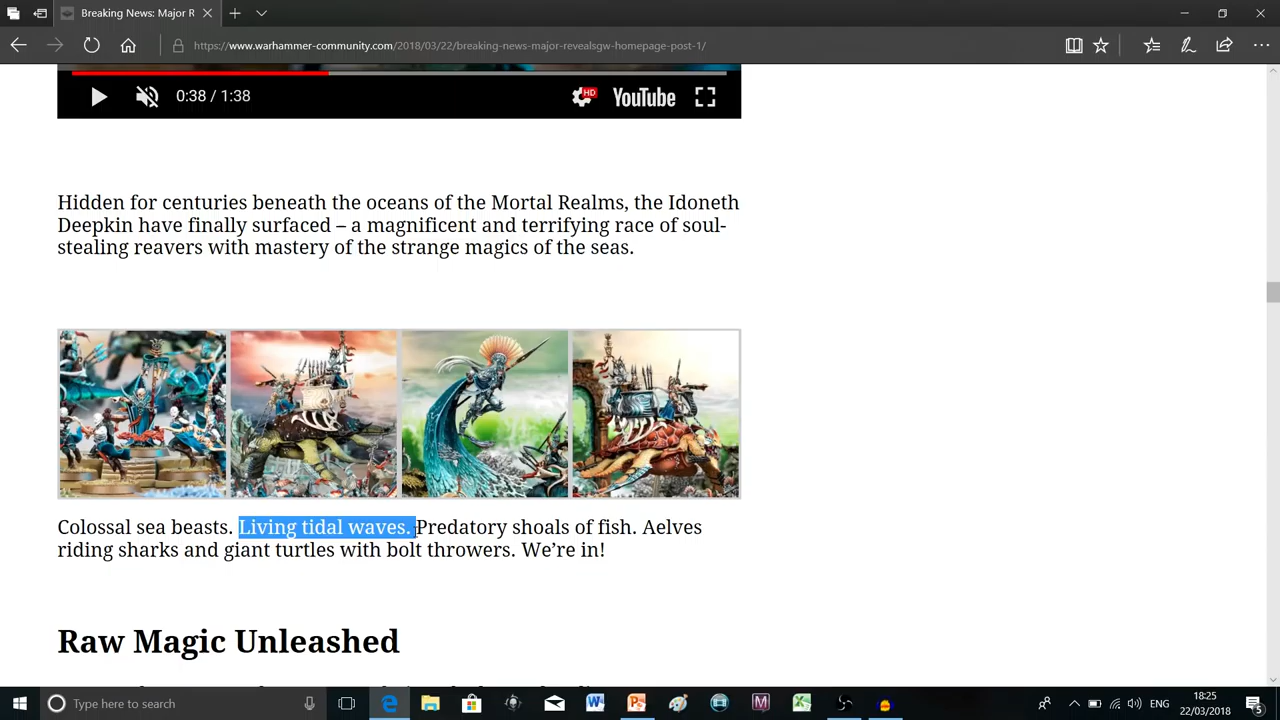 Breaking News: Major R
https://www.warhammer-community.com/2018/03/22/breaking-news-major-revealsgw-homepage-post-1/
0:38 / 1:38
HD
YouTube
Hidden for centuries beneath the oceans of the Mortal Realms, the Idoneth
Deepkin have finally surfaced – a magnificent and terrifying race of soul-
stealing reavers with mastery of the strange magics of the seas.
Colossal sea beasts. Living tidal waves. Predatory shoals of fish. Aelves
riding sharks and giant turtles with bolt throwers. We’re in!
Raw Magic Unleashed
Type here to search
ENG
18:25
22/03/2018
5